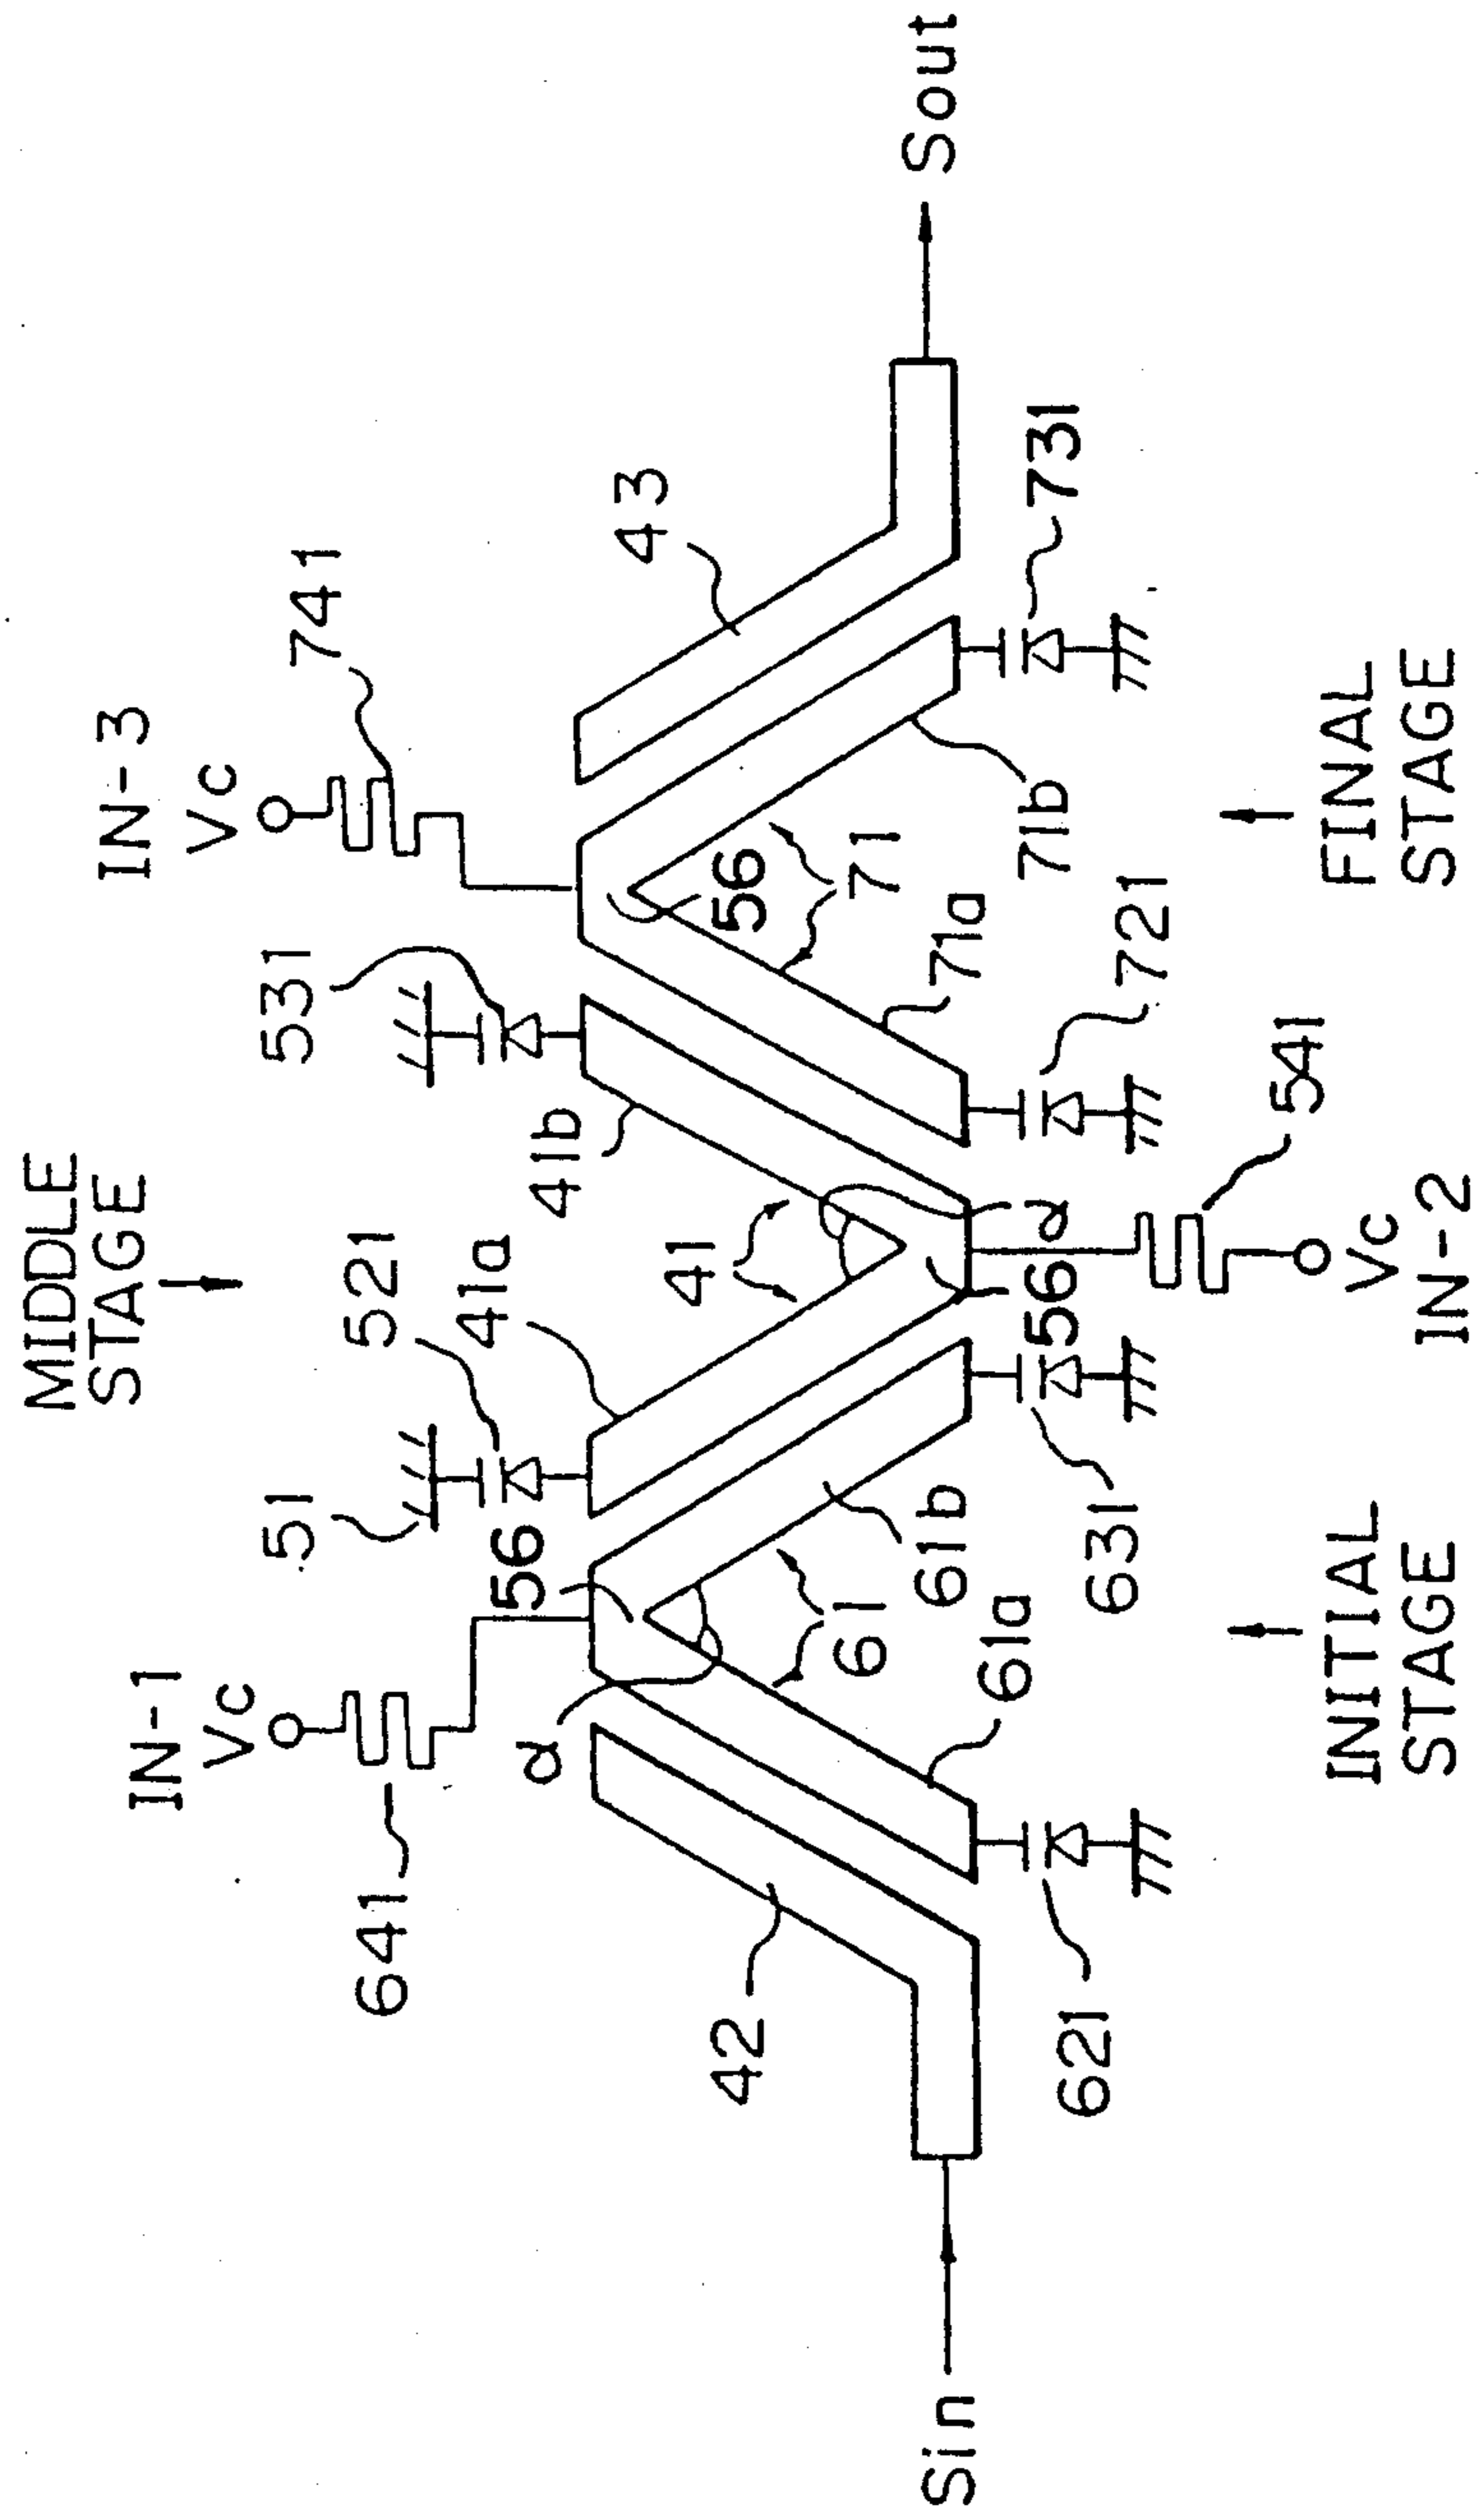 MIDDLE
STAGE
IN-1
Vc
641
51
521
531
IN-3
Vc
741
56
41a
41b
43
α
42
41
56
61
71
61b
61a
71a
71b
Sin
Sout
621
631
56
α
721
731
541
Vc
IN-2
INITIAL
STAGE
FINAL
STAGE